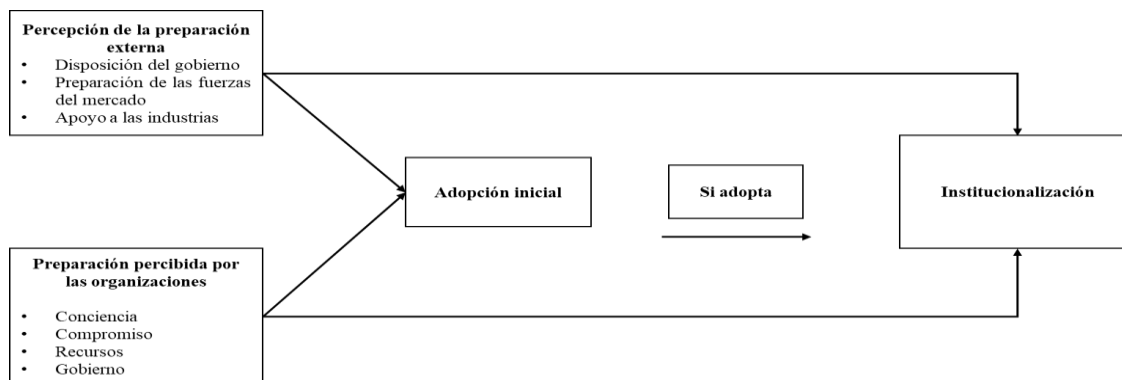 Percepción de la preparación
externa
• Disposición del gobierno
• Preparación de las fuerzas
del mercado
• Apoyo a las industrias
Adopción inicial
Si adopta
Institucionalización
Preparación percibida por
las organizaciones
• Conciencia
• Compromiso
• Recursos
• Gobierno